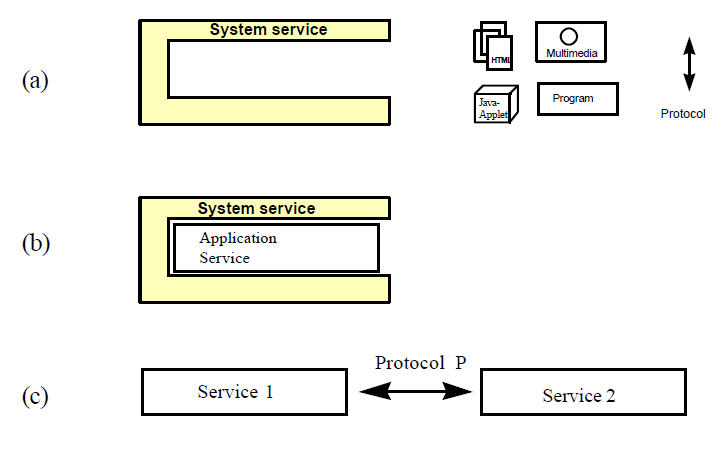 (a)
System service
HTML
Multimedia
Java-
Applet
Program
Protocol
(b)
System service
Application
Service
(c)
Service 1
Protocol P
Service 2